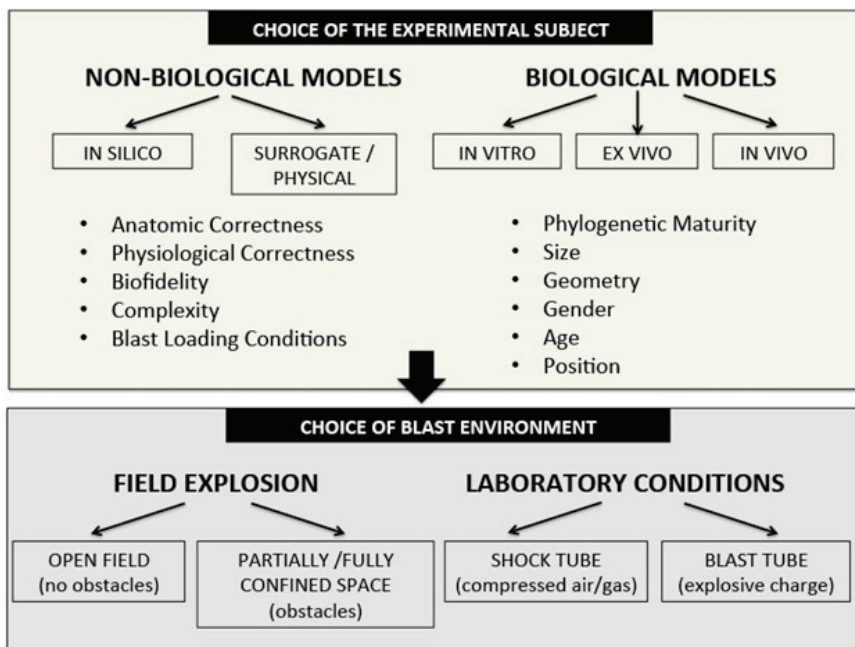 CHOICE OF THE EXPERIMENTAL SUBJECT
NON-BIOLOGICAL MODELS
IN SILICO
SURROGATE /
PHYSICAL
• Anatomic Correctness
• Physiological Correctness
• Biofidelity
• Complexity
• Blast Loading Conditions
BIOLOGICAL MODELS
IN VITRO
EX VIVO
IN VIVO
• Phylogenetic Maturity
• Size
• Geometry
• Gender
• Age
• Position
CHOICE OF BLAST ENVIRONMENT
FIELD EXPLOSION
OPEN FIELD
(no obstacles)
PARTIALLY /FULLY
CONFINED SPACE
(obstacles)
LABORATORY CONDITIONS
SHOCK TUBE
(compressed air/gas)
BLAST TUBE
(explosive charge)